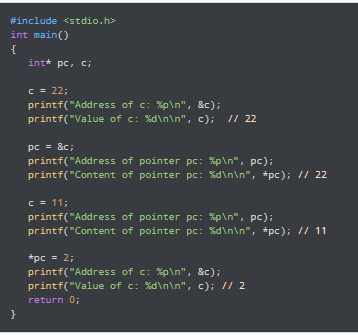 #include <stdio.h>
int main()
{
int* pc, c;
c = 22;
printf("Address of c: %p\n", &c);
printf("Value of c: %d\n\n", c);  // 22
pc = &c;
printf("Address of pointer pc: %p\n", pc);
printf("Content of pointer pc: %d\n\n", *pc); // 22
c = 11;
printf("Address of pointer pc: %p\n", pc);
printf("Content of pointer pc: %d\n\n", *pc); // 11
*pc = 2;
printf("Address of c: %p\n", &c);
printf("Value of c: %d\n\n", c); // 2
return 0;
}